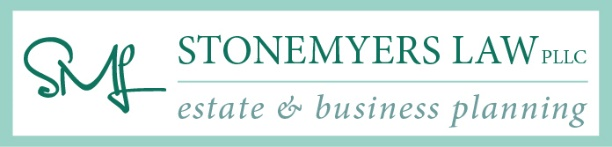 SML
STONEMYERS LAW PLLC
estate & business planning